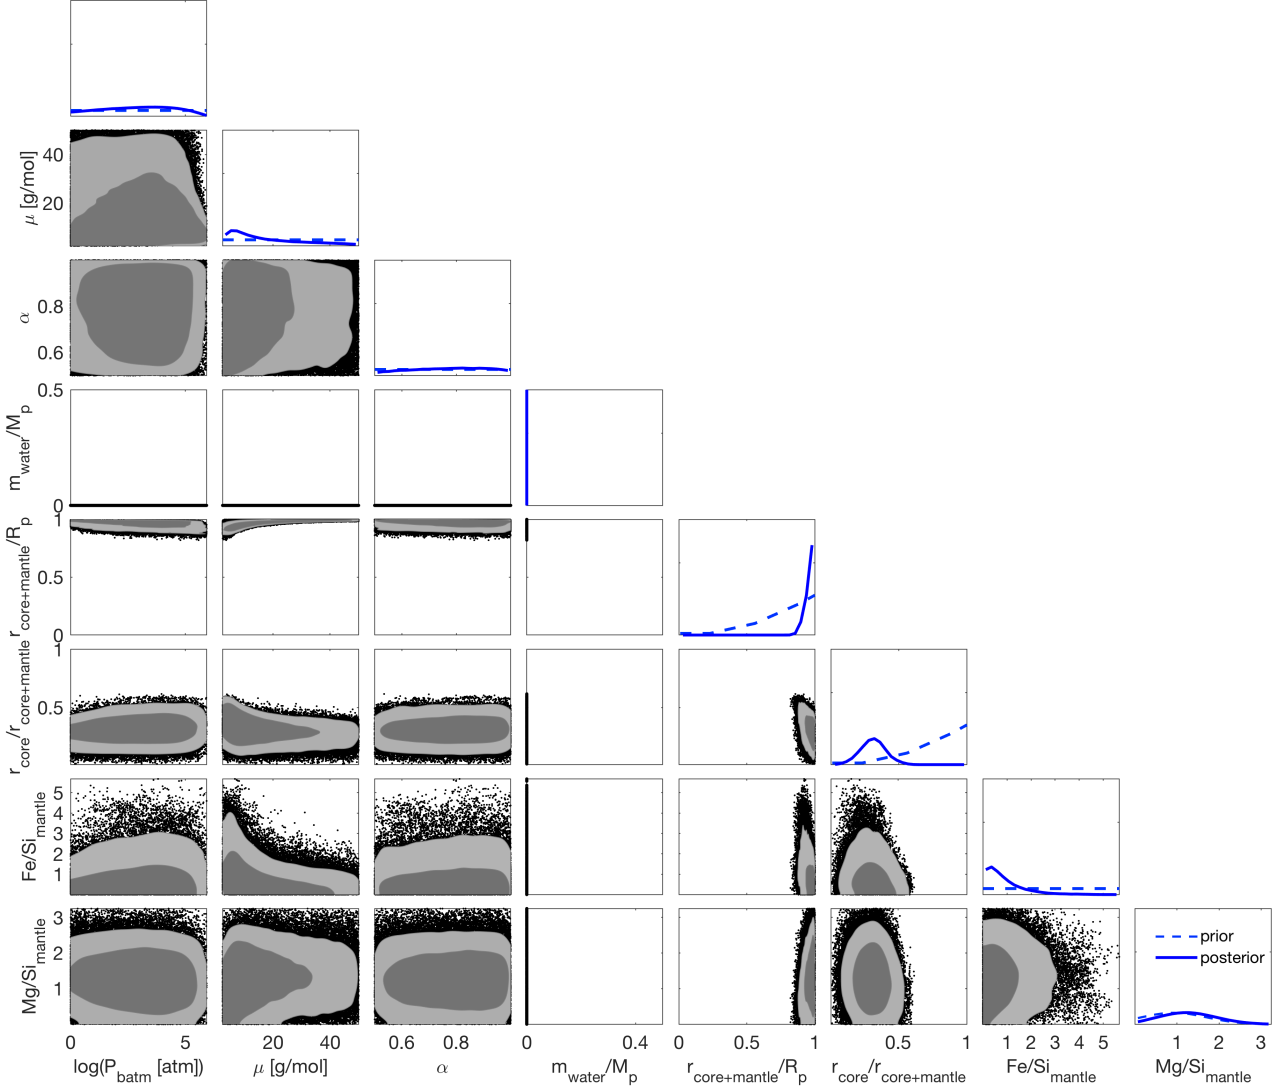 μ [g/mol]
40
20
α
0.8
0.6
m_water/M_p
0.5
0
r_core+mantle/R_p
1
0.5
0
r_core/r_core+mantle
1
0.5
Fe/Si_mantle
5
4
3
2
1
Mg/Si_mantle
3
2
1
prior
posterior
0 5 0 20 40 0.6 0.8 0 0.4 0 0.5 1 0 0.5 1 1 2 3 4 5 1 2 3
log(P_batm [atm]) μ [g/mol] α m_water/M_p r_core+mantle/R_p r_core/r_core+mantle Fe/Si_mantle Mg/Si_mantle